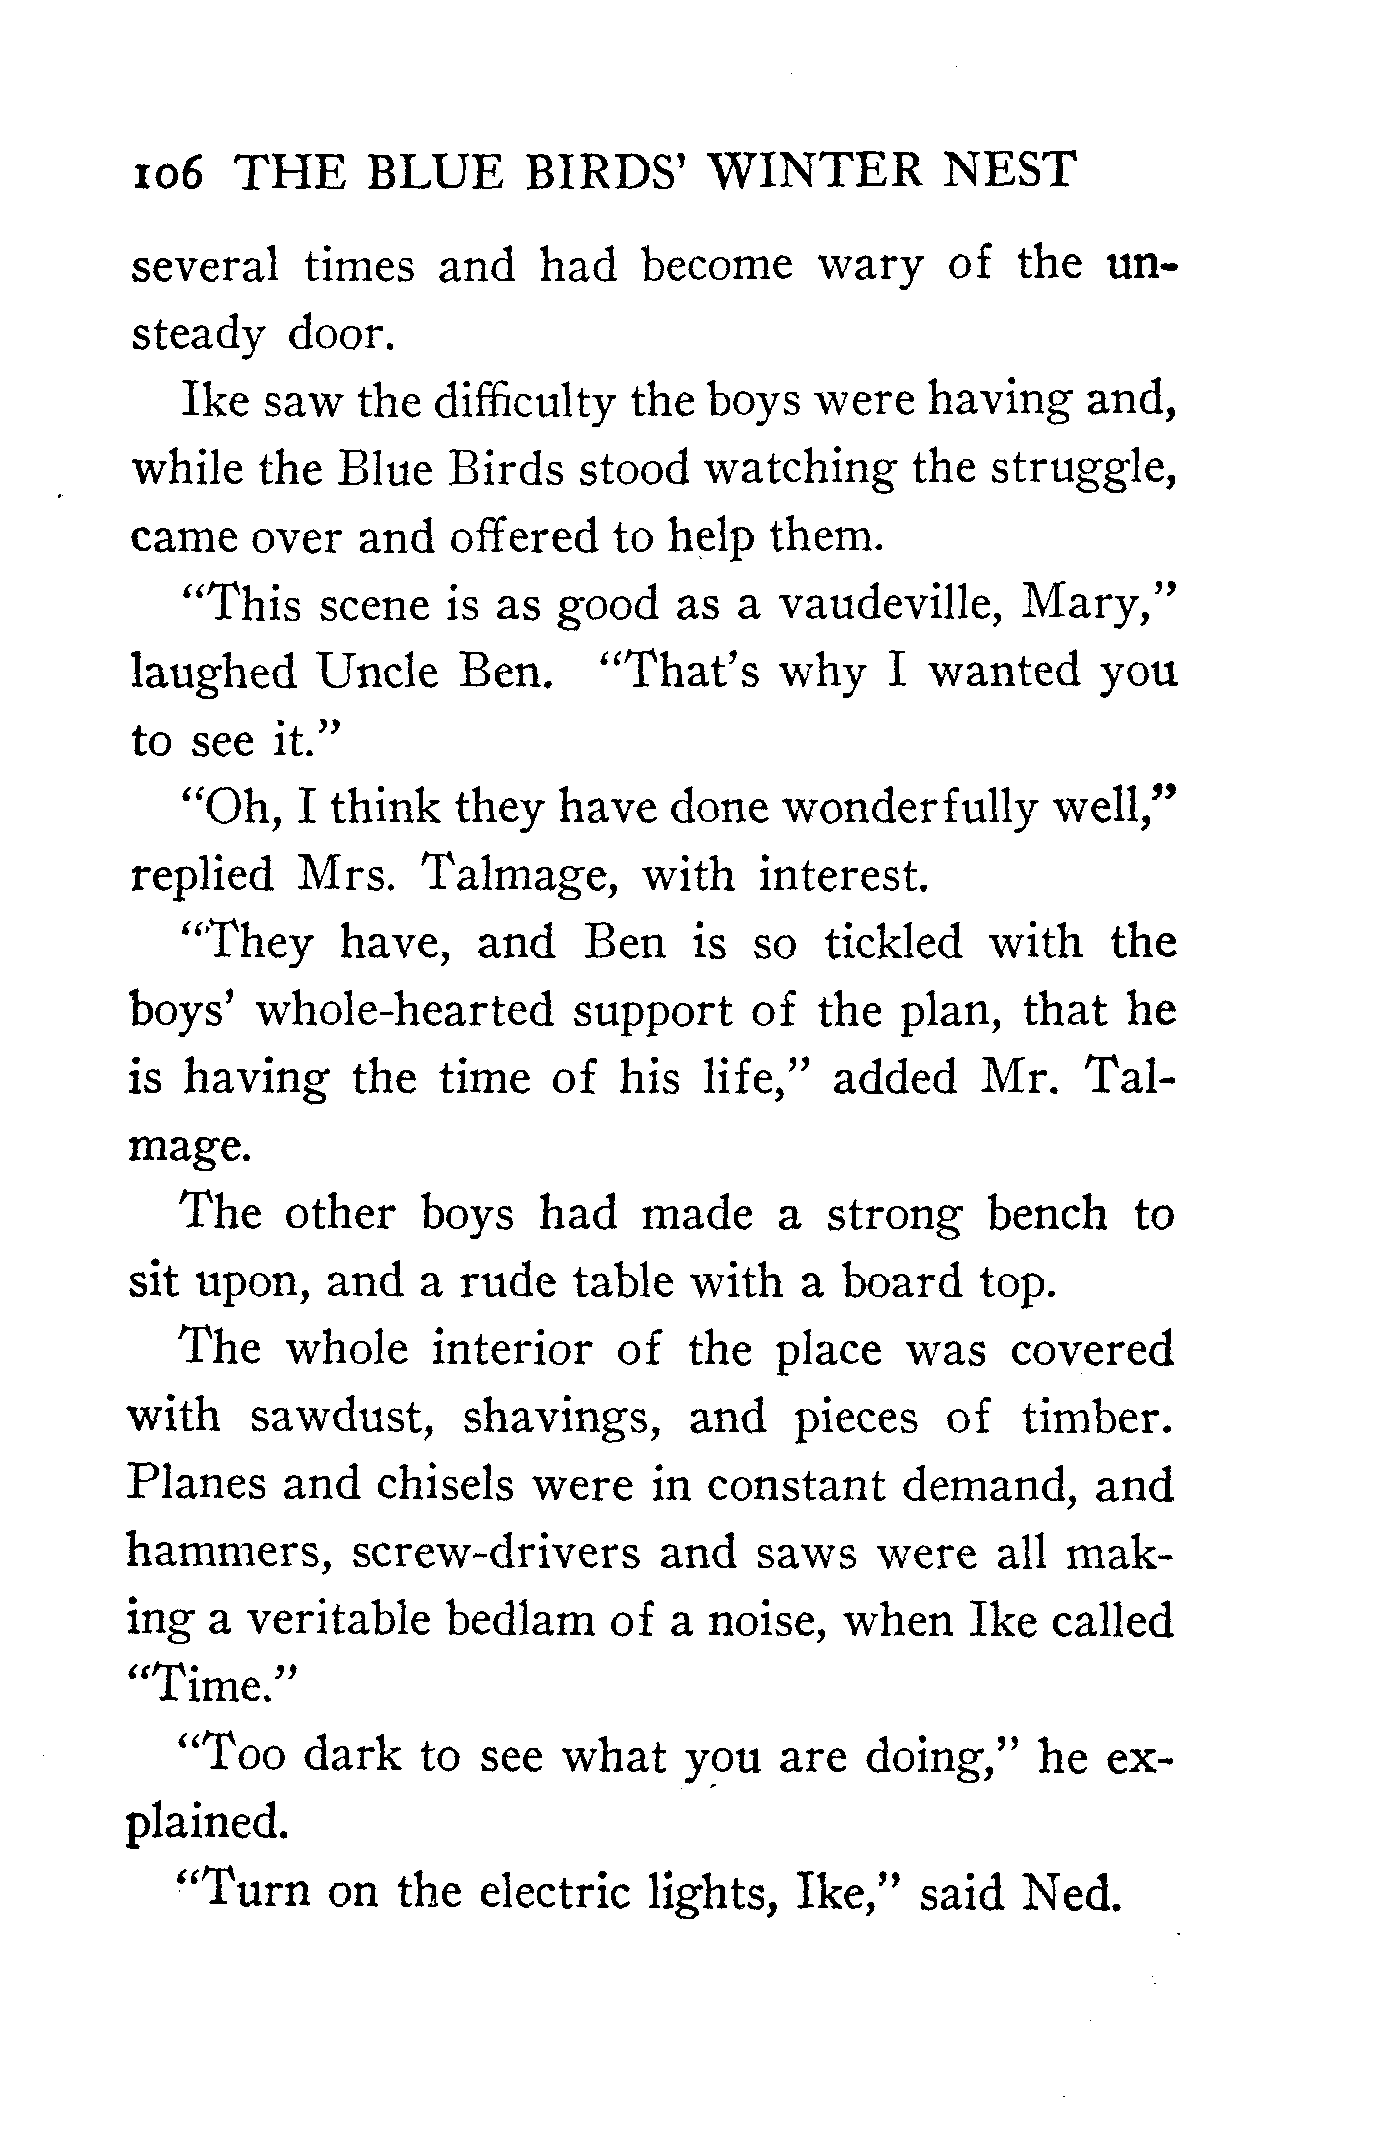 106 THE BLUE BIRDS' WINTER NEST
several times and had become wary of the un-
steady door.
Ike saw the difficulty the boys were having and,
while the Blue Birds stood watching the struggle,
came over and offered to help them.
“This scene is as good as a vaudeville, Mary,”
laughed Uncle Ben. “That's why I wanted you
to see it.”
“Oh, I think they have done wonderfully well,”
replied Mrs. Talmage, with interest.
“They have, and Ben is so tickled with the
boys' whole-hearted support of the plan, that he
is having the time of his life,” added Mr. Tal-
mage.
The other boys had made a strong bench to
sit upon, and a rude table with a board top.
The whole interior of the place was covered
with sawdust, shavings, and pieces of timber.
Planes and chisels were in constant demand, and
hammers, screw-drivers and saws were all mak-
ing a veritable bedlam of a noise, when Ike called
“Time.”
“Too dark to see what you are doing,” he ex-
plained.
“Turn on the electric lights, Ike,” said Ned.